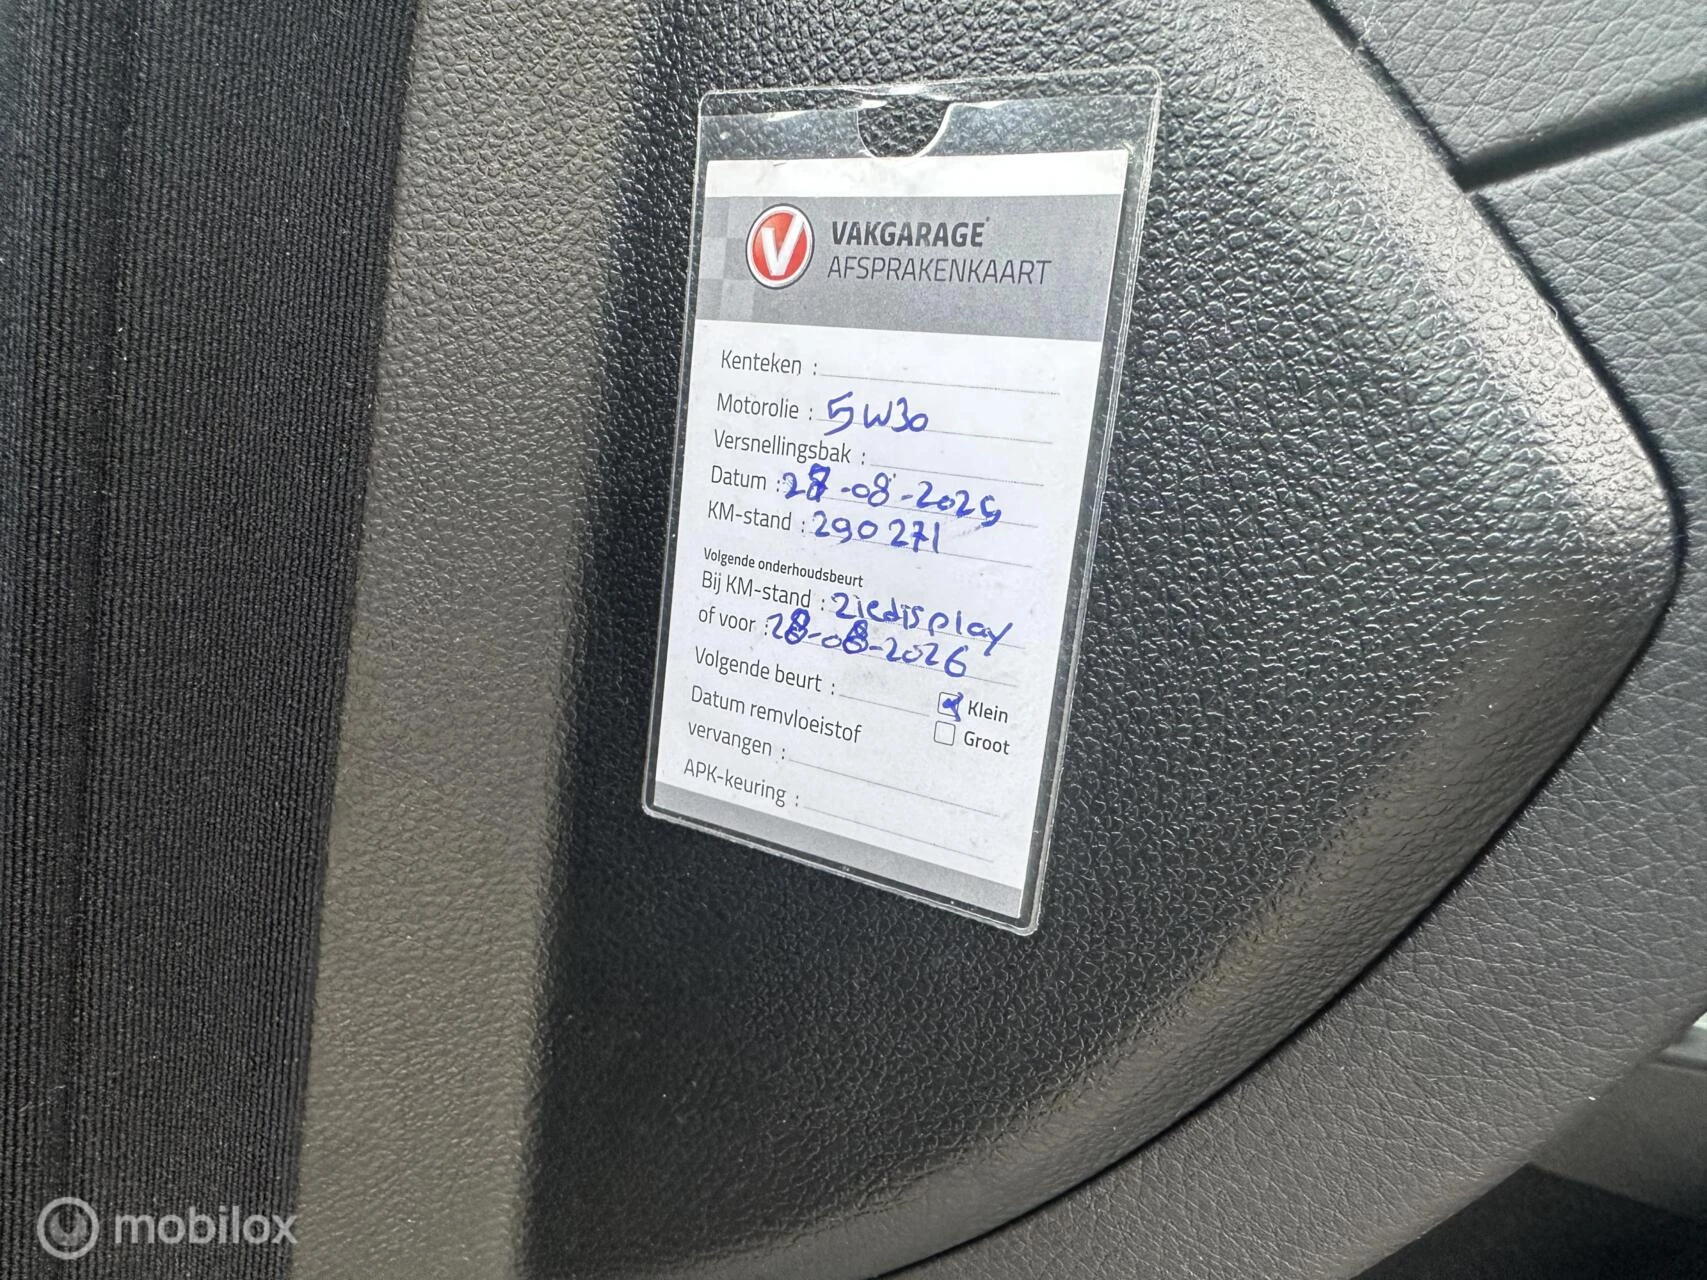 VAKGARAGE
AFSPRAKENKAART
Kenteken :
Motorolie : 5W30
Versnellingsbak :
Datum : -08-2025
KM-stand : 290271
Volgende onderhoudsbeurt
Bij KM-stand : ziedisplay
of voor : 28-08-2026
Volgende beurt : Klein
Groot
Datum remvloeistof
vervangen :
APK-keuring :
mobilox